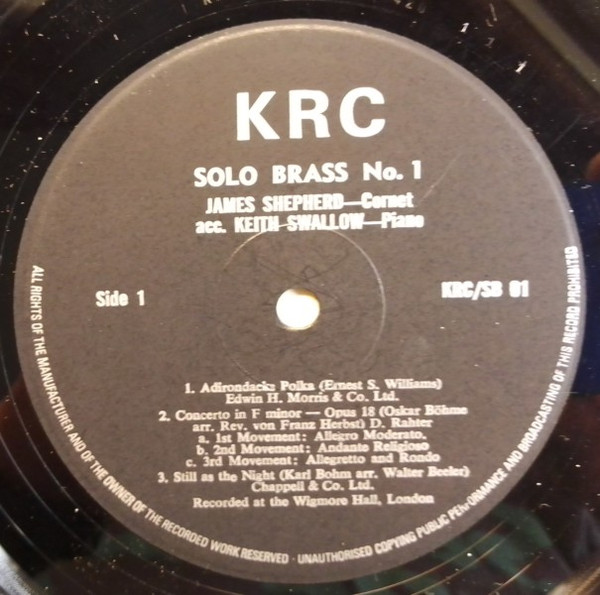 KRC
SOLO BRASS No. 1
JAMES SHEPHERD—Cornet
acc. KEITH SWALLOW—Piano
Side 1
KRC/SB 01
1. Adirondacks Polka (Ernest S. Williams)
Edwin H. Morris & Co. Ltd.
2. Concerto in F minor — Opus 18 (Oskar Böhme
arr. Rev. von Franz Herbst) D. Rahter
a. 1st Movement: Allegro Moderato.
b. 2nd Movement: Andante Religioso
c. 3rd Movement: Allegretto and Rondo
3. Still as the Night (Karl Bohm arr. Walter Beeler)
Chappell & Co. Ltd.
Recorded at the Wigmore Hall, London
ALL RIGHTS OF THE MANUFACTURER AND OF THE OWNER OF THE RECORDED WORK RESERVED · UNAUTHORISED COPYING PUBLIC PERFORMANCE AND BROADCASTING OF THIS RECORD PROHIBITED